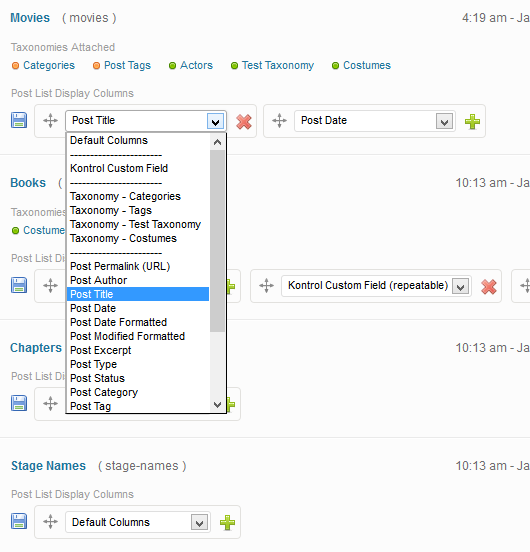 Movies ( movies ) 4:19 am - Ja
Taxonomies Attached
Categories Post Tags Actors Test Taxonomy Costumes
Post List Display Columns
Post Title Post Date
Default Columns
-----------------------
Kontrol Custom Field
-----------------------
Taxonomy - Categories
Taxonomy - Tags
Taxonomy - Test Taxonomy
Taxonomy - Costumes
-----------------------
Post Permalink (URL)
Post Author
Post Title
Post Date
Post Date Formatted
Post Modified Formatted
Post Excerpt
Post Type
Post Status
Post Category
Post Tag
Books ( 10:13 am - Ja
Taxonomies
Costume
Post List Di
Kontrol Custom Field (repeatable)
Chapters 10:13 am - Ja
Post List Di
Stage Names ( stage-names ) 10:13 am - Ja
Post List Display Columns
Default Columns